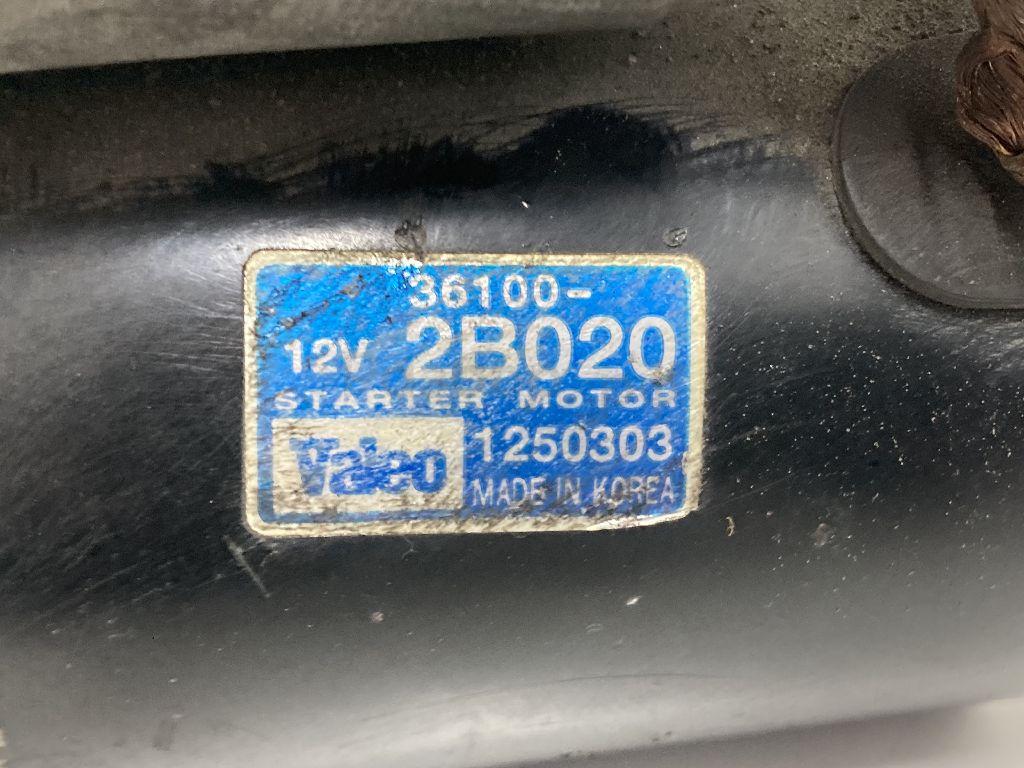 36100-
12V 2B020
STARTER MOTOR
Valeo 1250303
MADE IN KOREA